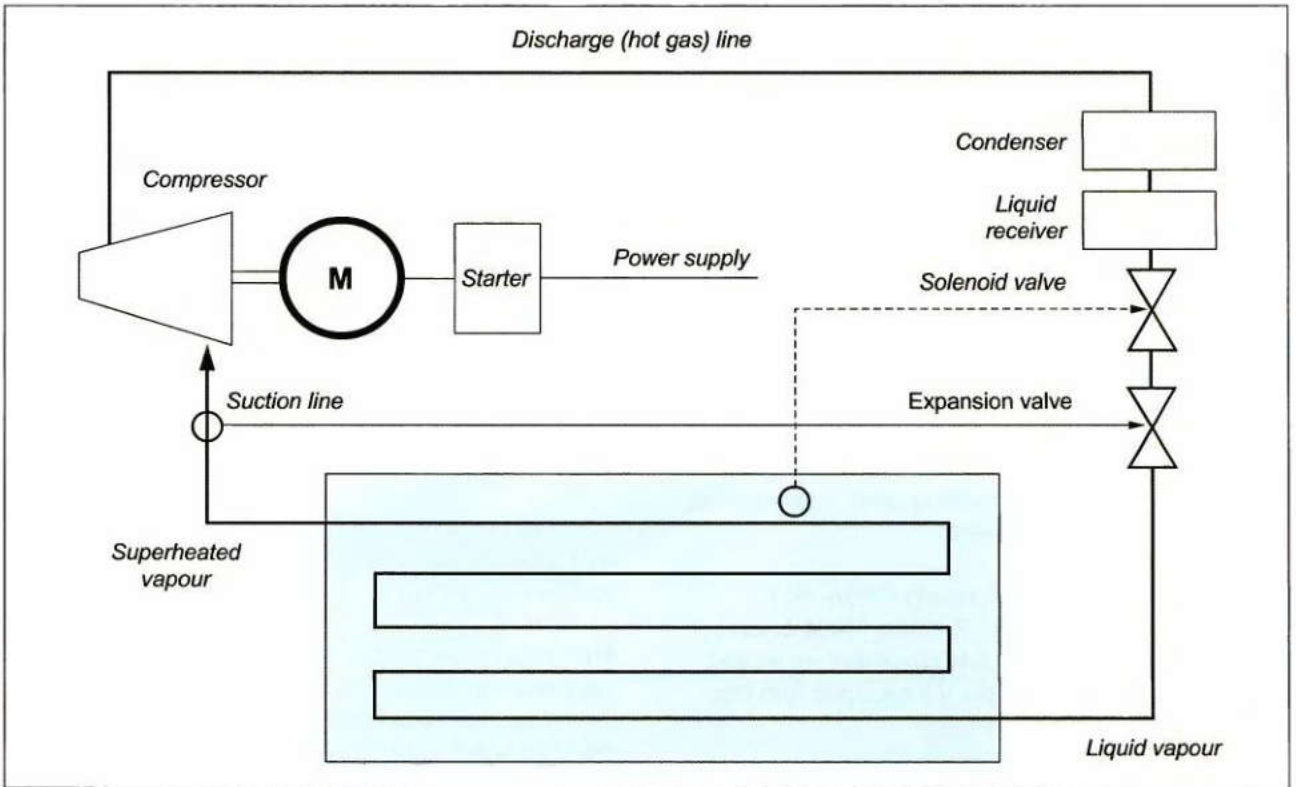 Discharge (hot gas) line
Condenser
Compressor
Liquid
receiver
M
Starter
Power supply
Solenoid valve
Suction line
Expansion valve
Superheated
vapour
Liquid vapour